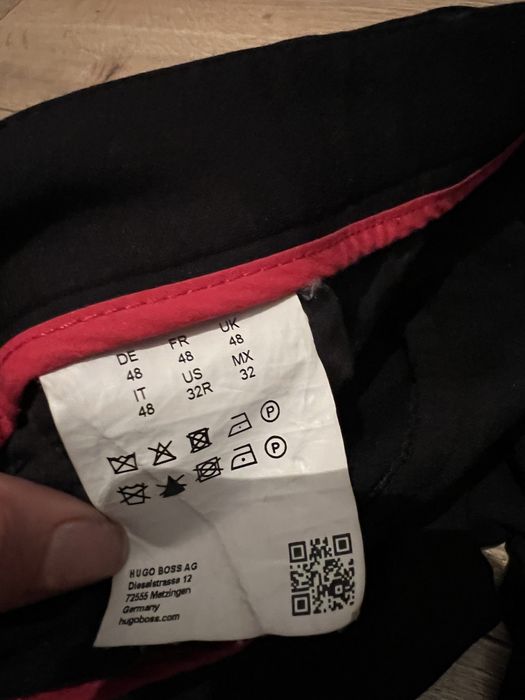 DE FR UK
48 48 48
IT US MX
48 32R 32
P
P
HUGO BOSS AG
Dieselstrasse 12
72555 Metzingen
Germany
hugoboss.com